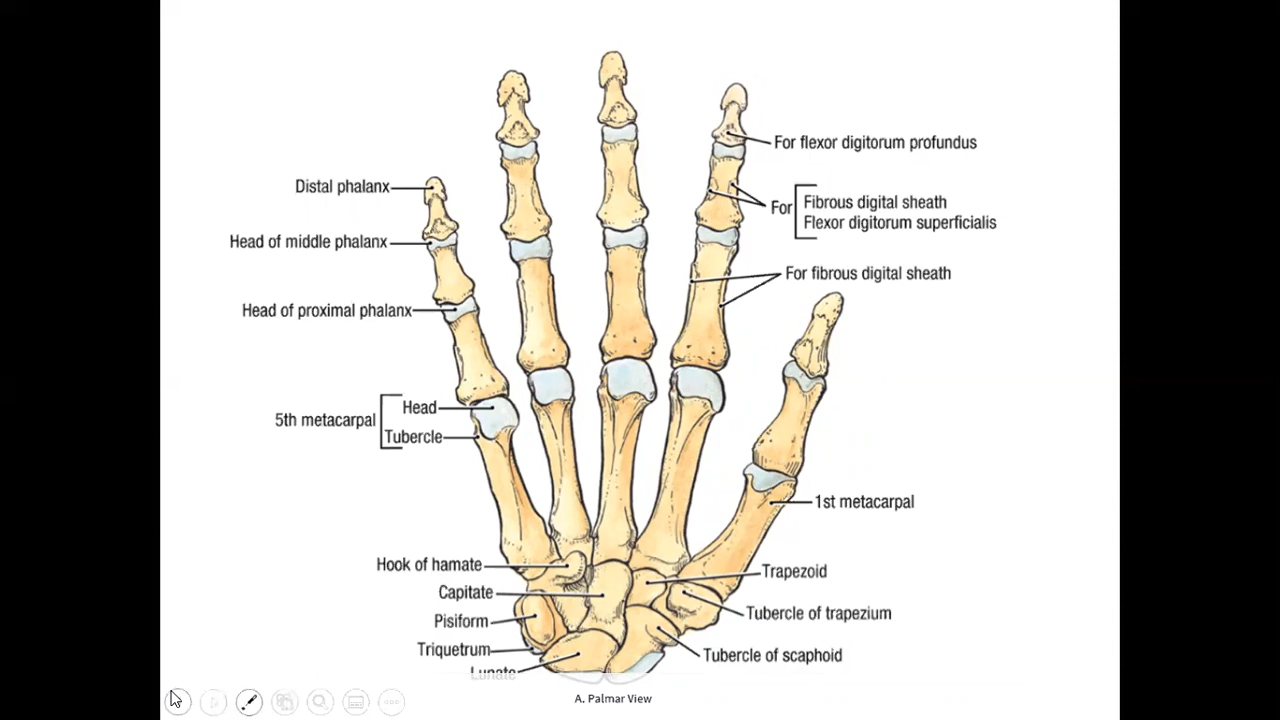 For flexor digitorum profundus
Distal phalanx
For
Fibrous digital sheath
Flexor digitorum superficialis
Head of middle phalanx
For fibrous digital sheath
Head of proximal phalanx
5th metacarpal
Head
Tubercle
1st metacarpal
Hook of hamate
Trapezoid
Capitate
Tubercle of trapezium
Pisiform
Triquetrum
Tubercle of scaphoid
Lunate
A. Palmar View